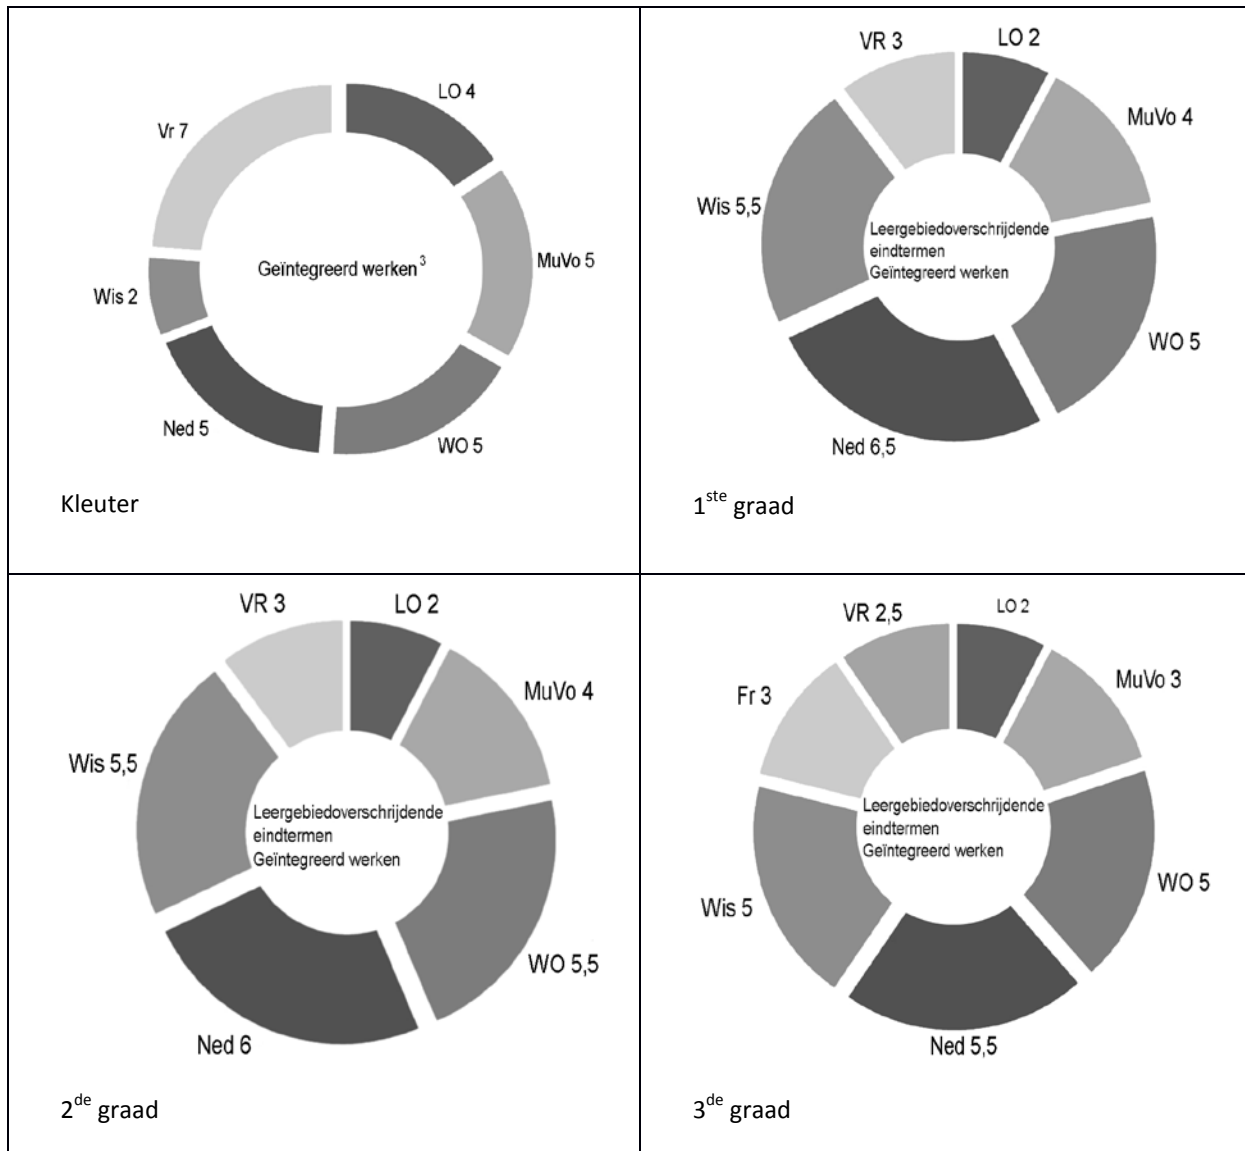 LO 4
Vr 7
MuVo 5
Geïntegreerd werken³
Wis 2
Ned 5
WO 5
Kleuter
VR 3
LO 2
MuVo 4
Wis 5,5
Leergebiedoverschrijdende
eindtermen
Geïntegreerd werken
WO 5
Ned 6,5
1ste graad
VR 3
LO 2
MuVo 4
Wis 5,5
Leergebiedoverschrijdende
eindtermen
Geïntegreerd werken
WO 5,5
Ned 6
2de graad
VR 2,5
LO 2
MuVo 3
Fr 3
Leergebiedoverschrijdende
eindtermen
Geïntegreerd werken
WO 5
Wis 5
Ned 5,5
3de graad